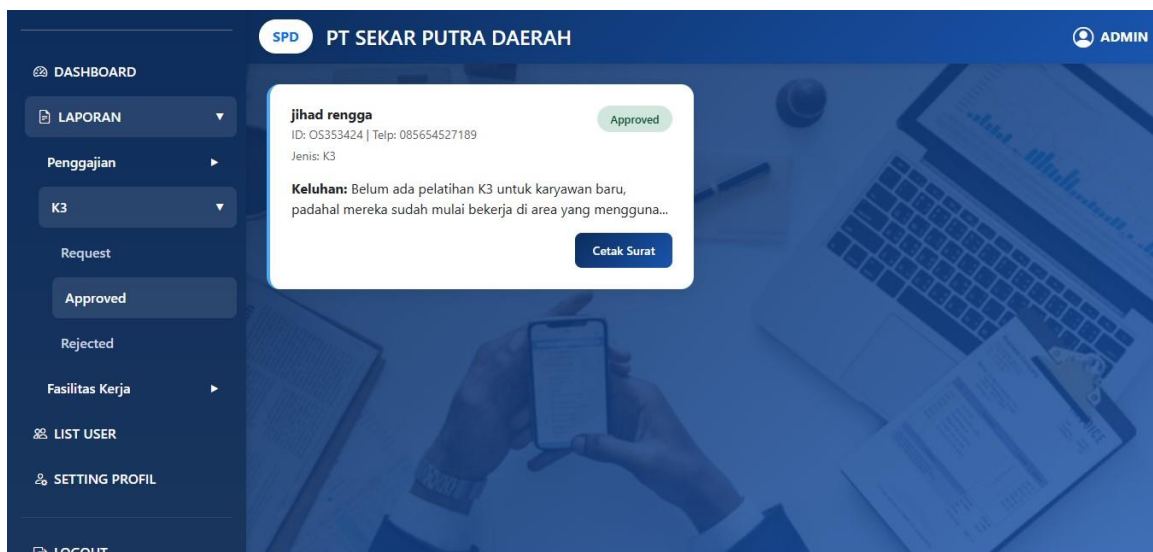 SPD PT SEKAR PUTRA DAERAH
ADMIN
DASHBOARD
LAPORAN
Penggajian
K3
Request
Approved
Rejected
Fasilitas Kerja
LIST USER
SETTING PROFIL
LOGOUT
jihad rengga
Approved
ID: OS353424 | Telp: 085654527189
Jenis: K3
Keluhan: Belum ada pelatihan K3 untuk karyawan baru,
padahal mereka sudah mulai bekerja di area yang mengguna...
Cetak Surat